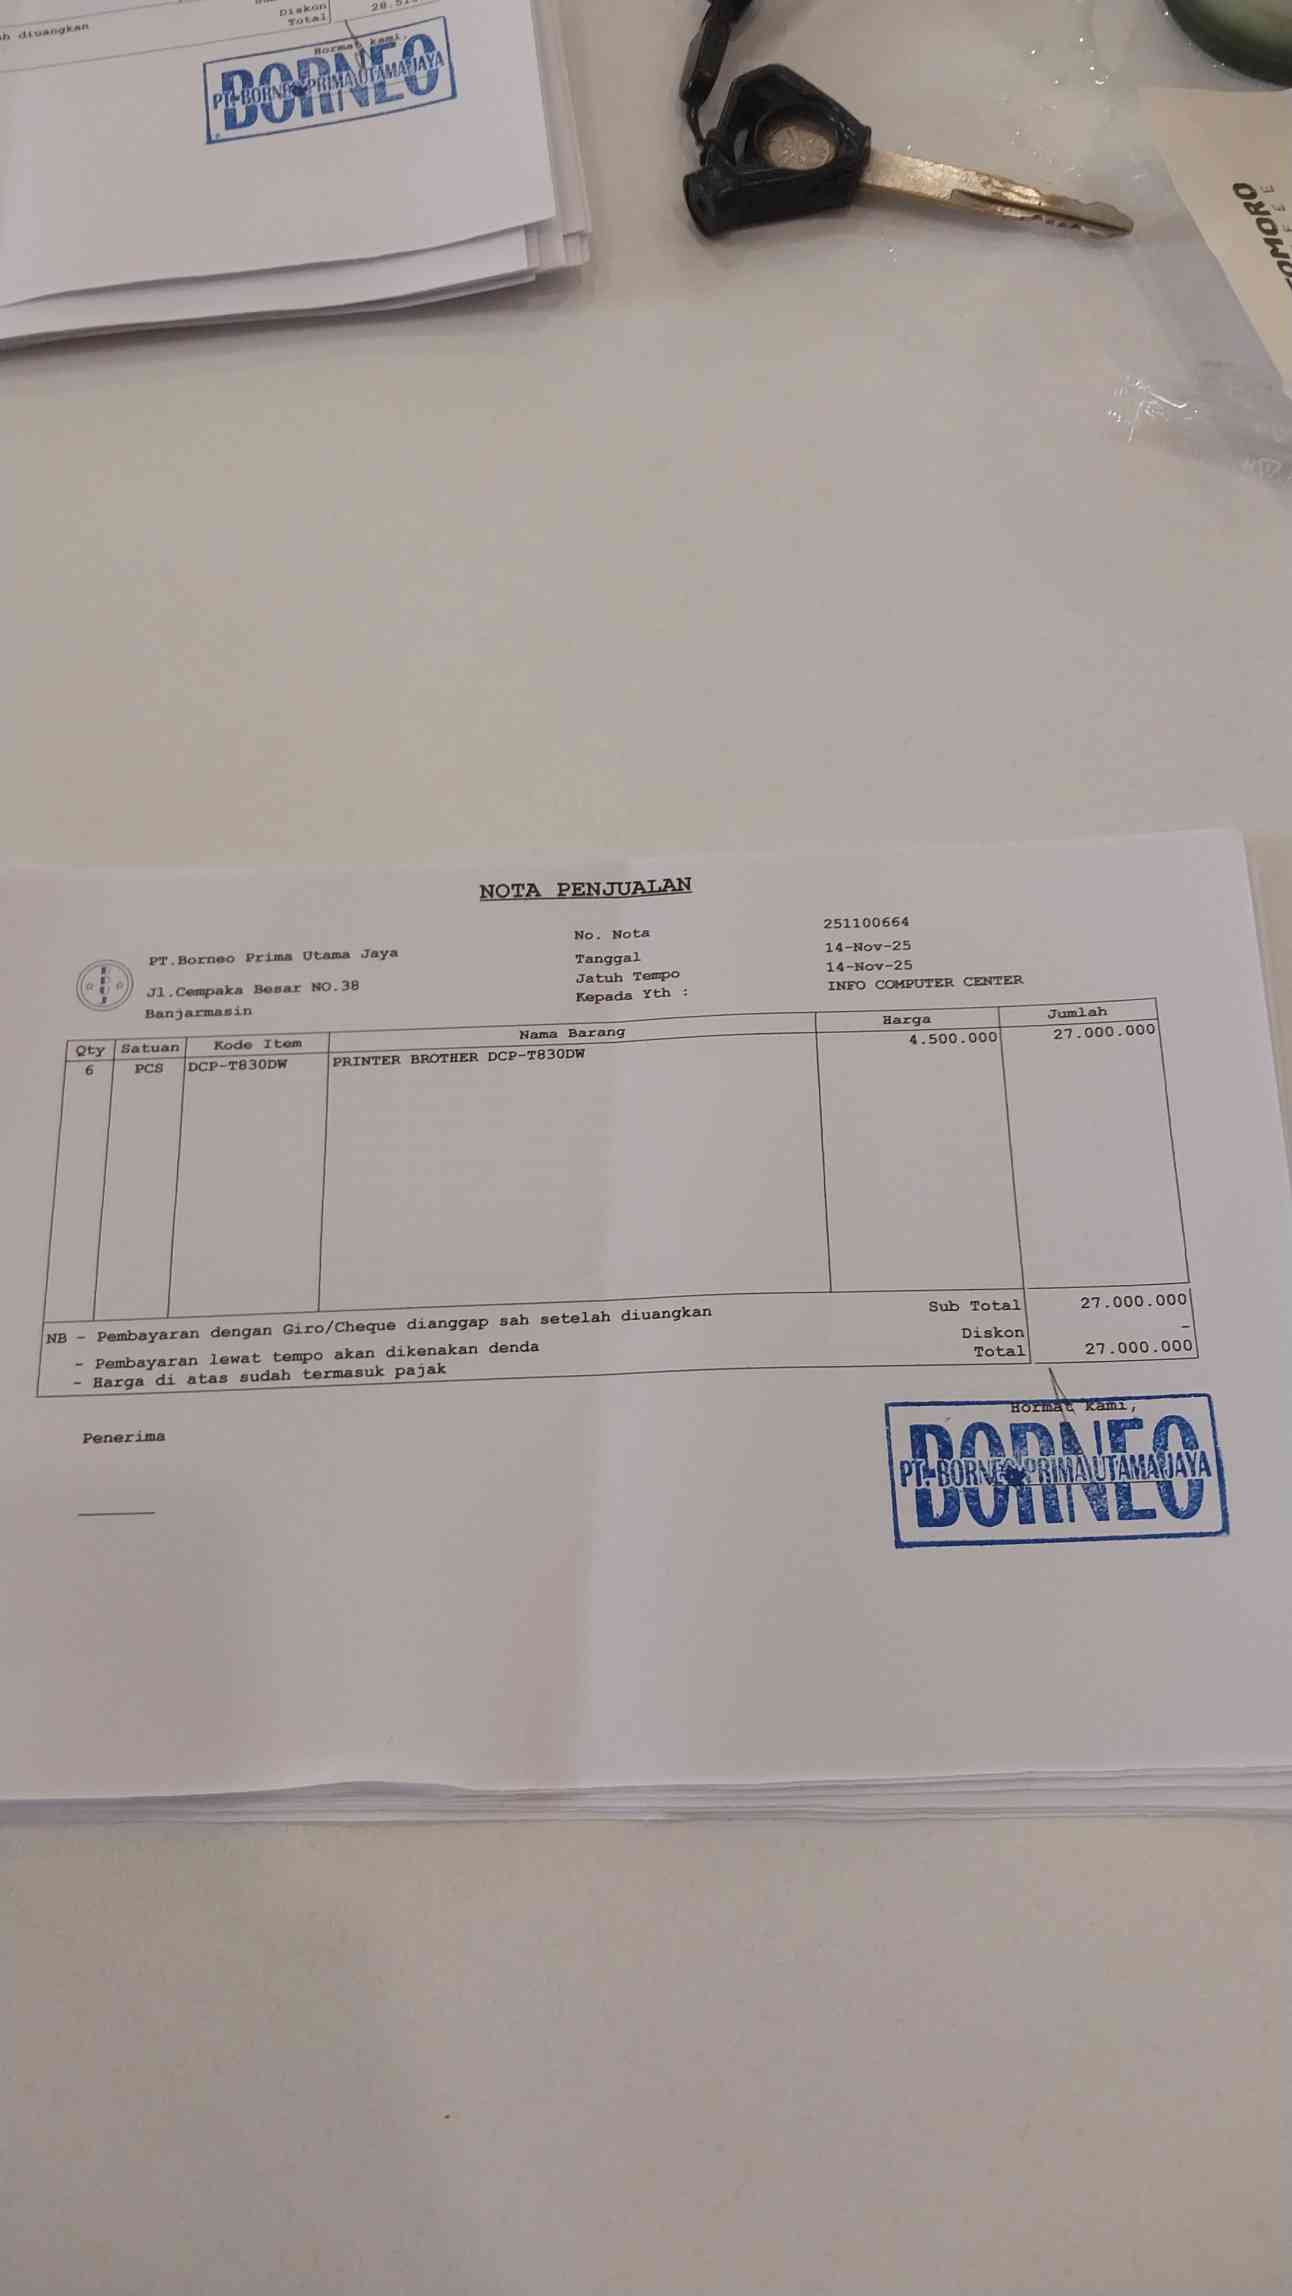 diuangkan
Diskon
Total
Hormat kami,
BORNEO
PT. BORNEO PRIMA UTAMA JAYA
OMORO
NOTA PENJUALAN
PT.Borneo Prima Utama Jaya
Jl.Cempaka Besar NO.38
Banjarmasin
No. Nota 251100664
Tanggal 14-Nov-25
Jatuh Tempo 14-Nov-25
Kepada Yth : INFO COMPUTER CENTER
Qty Satuan Kode Item Nama Barang Harga Jumlah
6 PCS DCP-T830DW PRINTER BROTHER DCP-T830DW 4.500.000 27.000.000
NB - Pembayaran dengan Giro/Cheque dianggap sah setelah diuangkan Sub Total 27.000.000
- Pembayaran lewat tempo akan dikenakan denda Diskon -
- Harga di atas sudah termasuk pajak Total 27.000.000
Penerima
Hormat kami,
BORNEO
PT. BORNEO PRIMA UTAMA JAYA